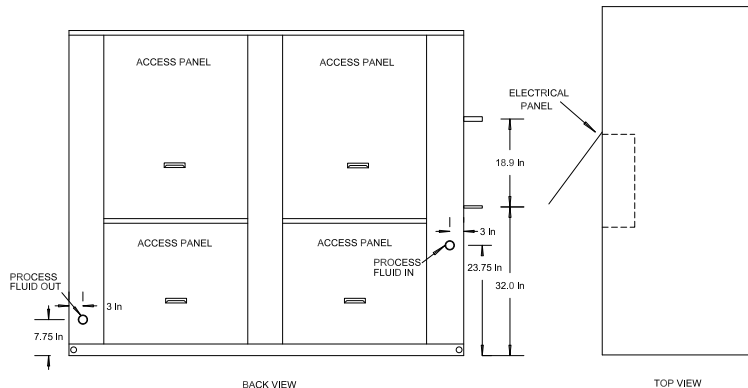 ACCESS PANEL
ACCESS PANEL
ELECTRICAL
PANEL
18.9 In
ACCESS PANEL
ACCESS PANEL
3 In
PROCESS
FLUID IN
23.75 In
PROCESS
FLUID OUT
3 In
32.0 In
7.75 In
BACK VIEW
TOP VIEW